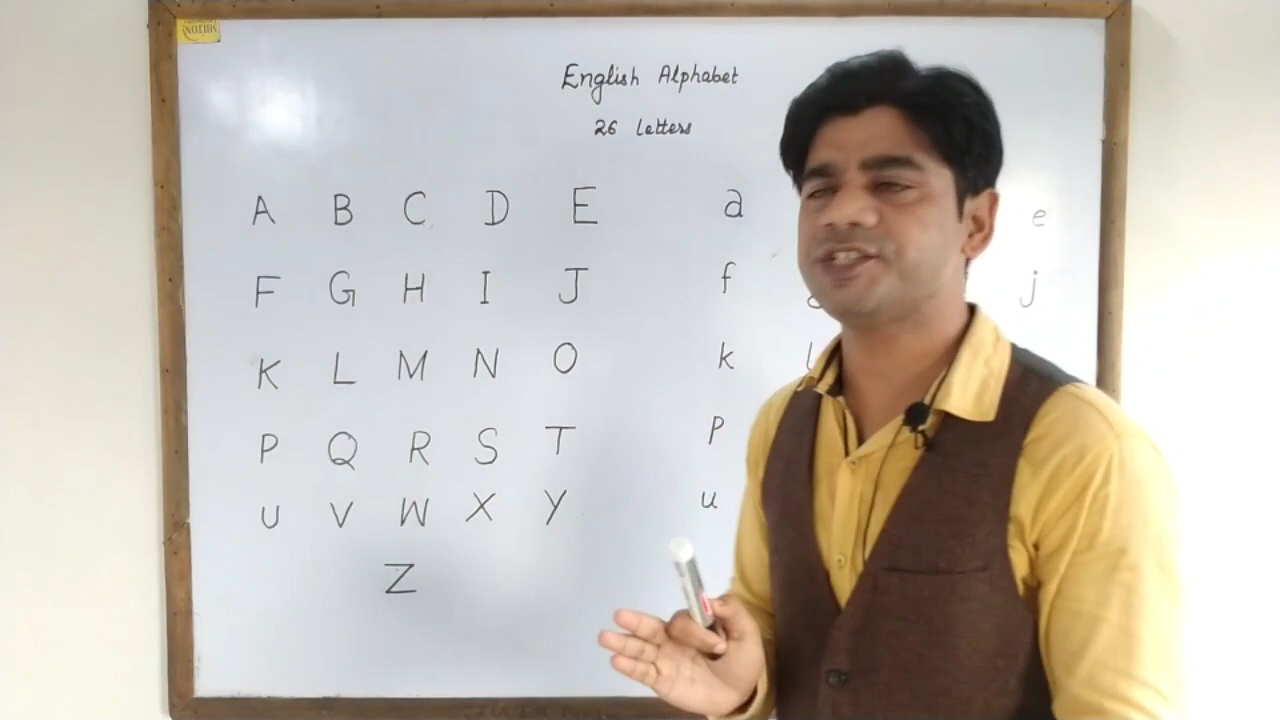 English Alphabet
26 letters
A B C D E a e
F G H I J f j
K L M N O k l
P Q R S T p
U V W X Y u
Z